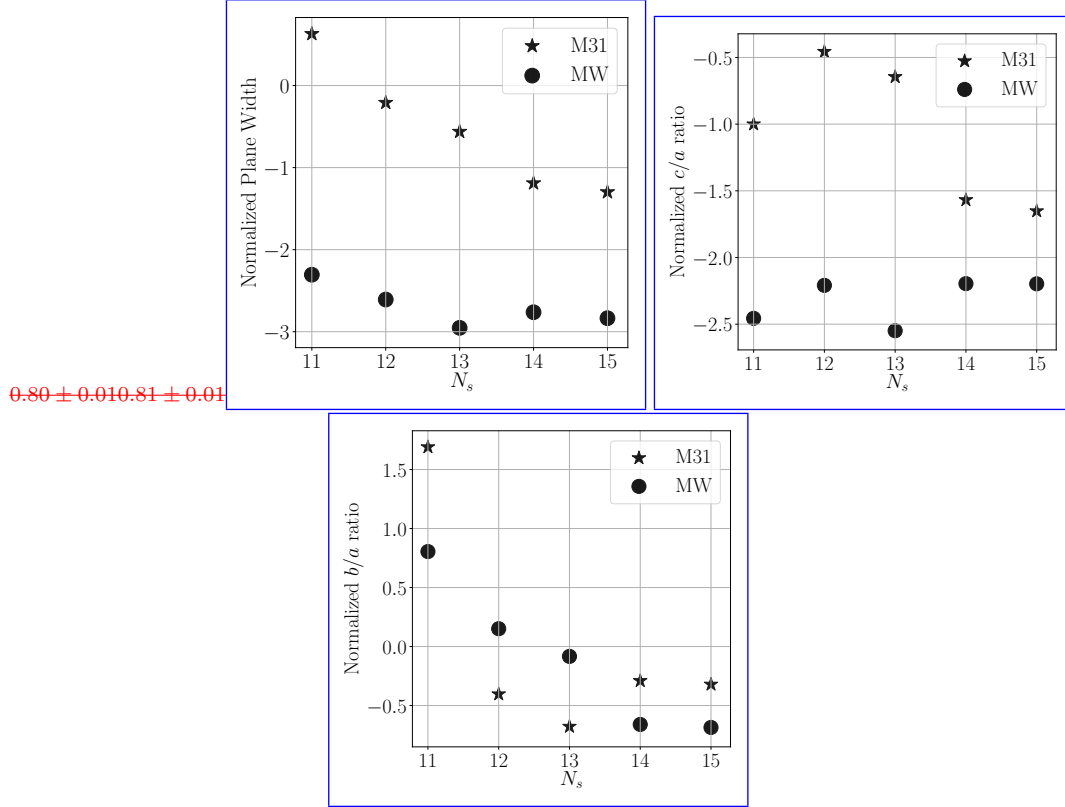 M31
MW
Normalized Plane Width
0
−1
−2
−3
11 12 13 14 15
N_s
M31
MW
Normalized c/a ratio
−0.5
−1.0
−1.5
−2.0
−2.5
11 12 13 14 15
N_s
0.80 ± 0.010.81 ± 0.01
M31
MW
Normalized b/a ratio
1.5
1.0
0.5
0.0
−0.5
11 12 13 14 15
N_s